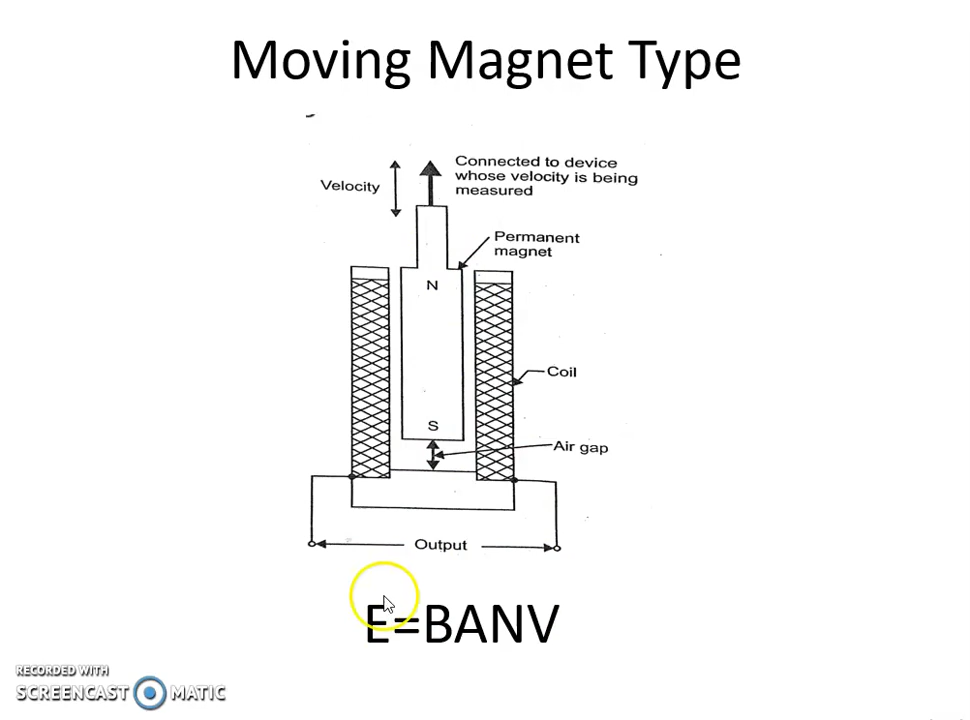 Moving Magnet Type
Connected to device
whose velocity is being
measured
Velocity
Permanent
magnet
N
Coil
S
Air gap
Output
E=BANV
RECORDED WITH
SCREENCAST MATIC